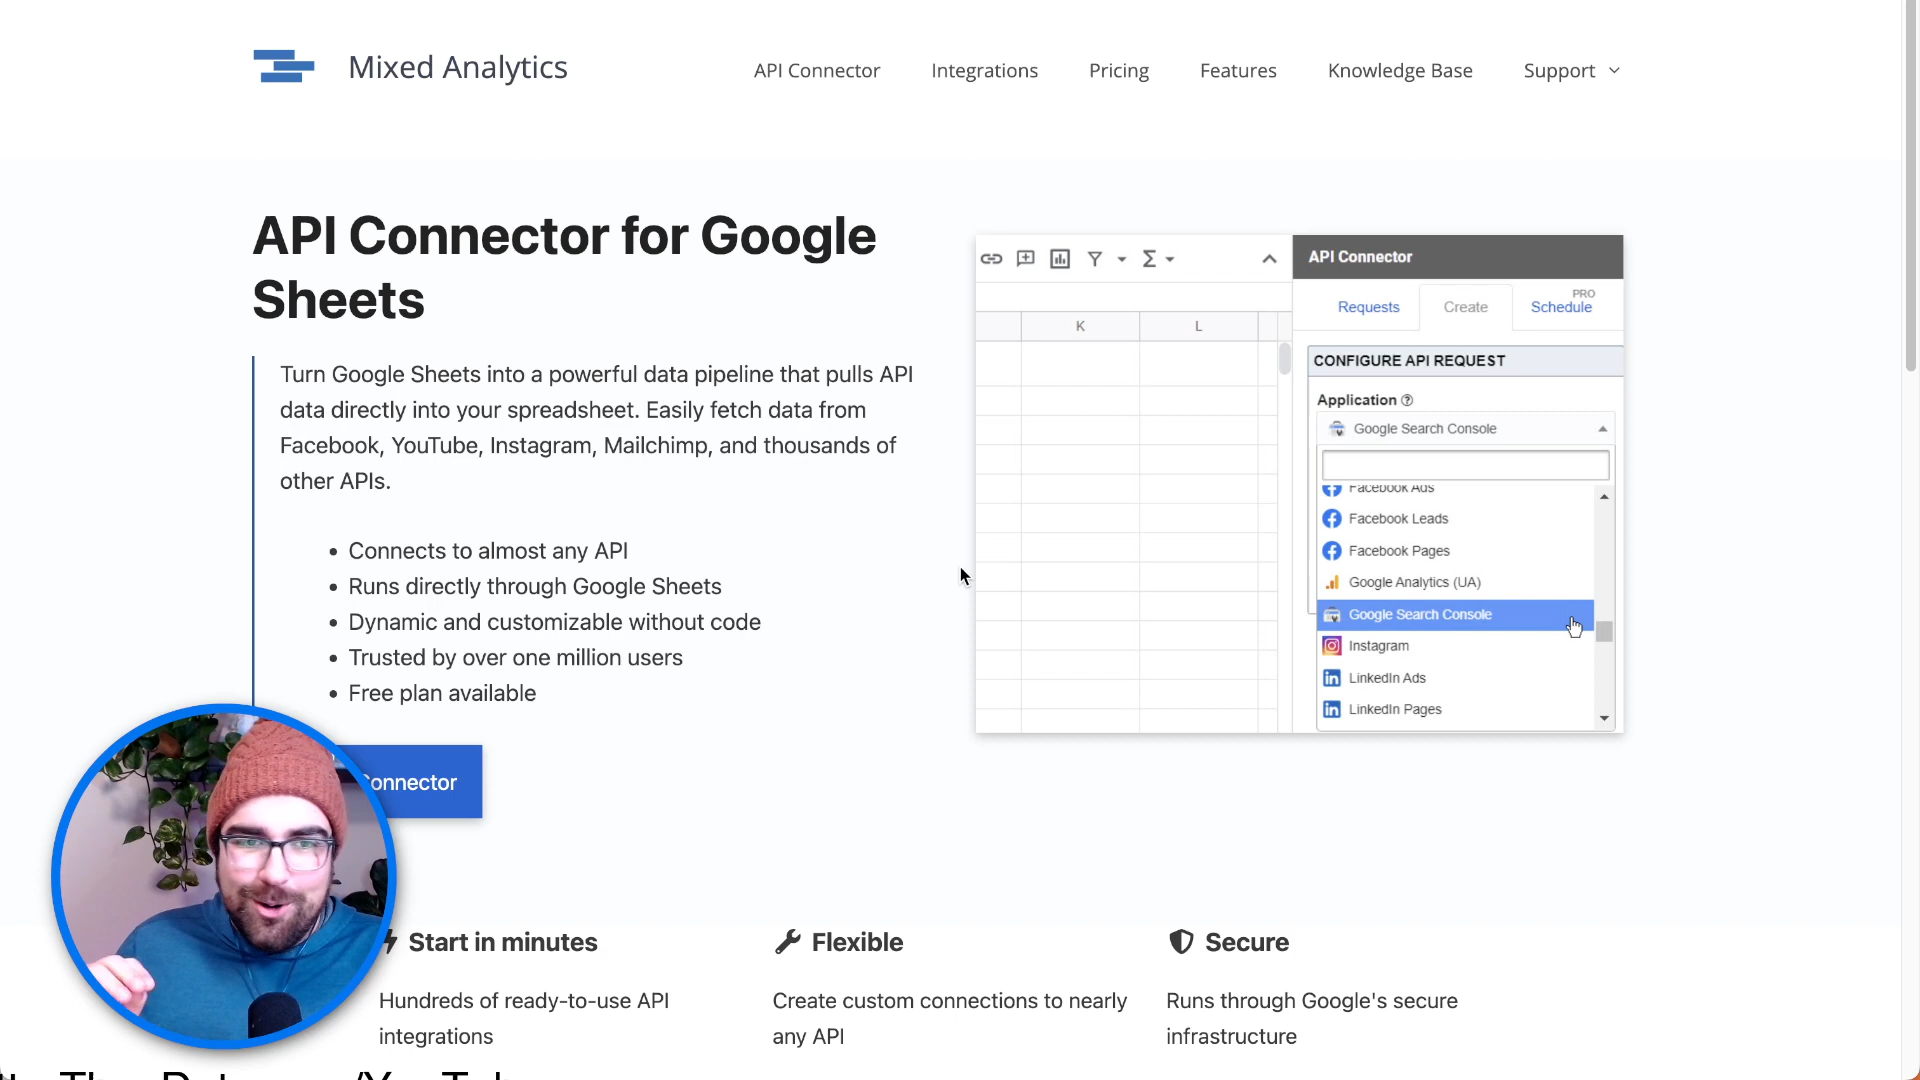 Mixed Analytics
API Connector
Integrations
Pricing
Features
Knowledge Base
Support
API Connector for Google
Sheets
Turn Google Sheets into a powerful data pipeline that pulls API
data directly into your spreadsheet. Easily fetch data from
Facebook, YouTube, Instagram, Mailchimp, and thousands of
other APIs.
• Connects to almost any API
• Runs directly through Google Sheets
• Dynamic and customizable without code
• Trusted by over one million users
• Free plan available
Connector
K
L
API Connector
Requests
Create
PRO
Schedule
CONFIGURE API REQUEST
Application
Google Search Console
Facebook Ads
Facebook Leads
Facebook Pages
Google Analytics (UA)
Google Search Console
Instagram
LinkedIn Ads
LinkedIn Pages
Start in minutes
Hundreds of ready-to-use API
integrations
Flexible
Create custom connections to nearly
any API
Secure
Runs through Google's secure
infrastructure